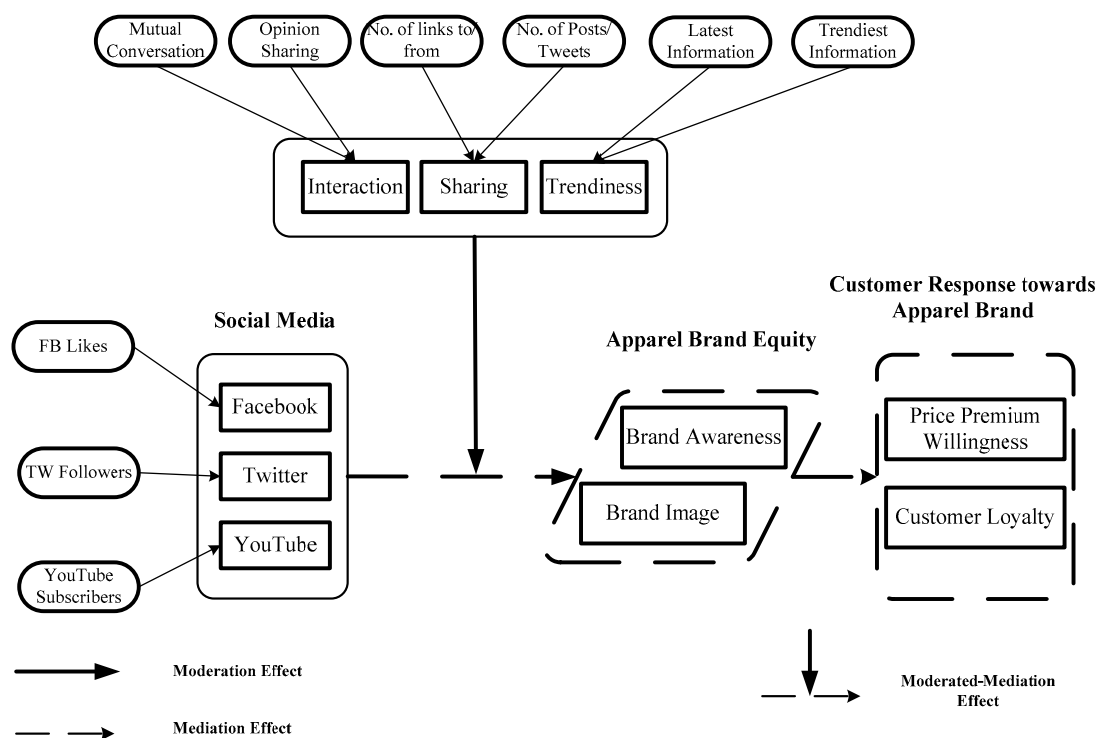 Mutual
Conversation
Opinion
Sharing
No. of links to/
from
No. of Posts/
Tweets
Latest
Information
Trendiest
Information
Interaction
Sharing
Trendiness
Customer Response towards
Apparel Brand
Social Media
Apparel Brand Equity
FB Likes
Facebook
Brand Awareness
Price Premium
Willingness
TW Followers
Twitter
Brand Image
Customer Loyalty
YouTube
YouTube
Subscribers
Moderation Effect
Moderated-Mediation
Effect
Mediation Effect